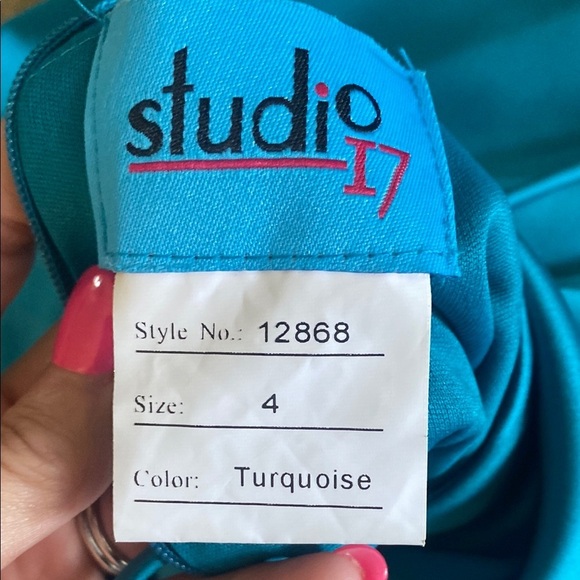 studio
17
Style No.: 12868
Size: 4
Color: Turquoise